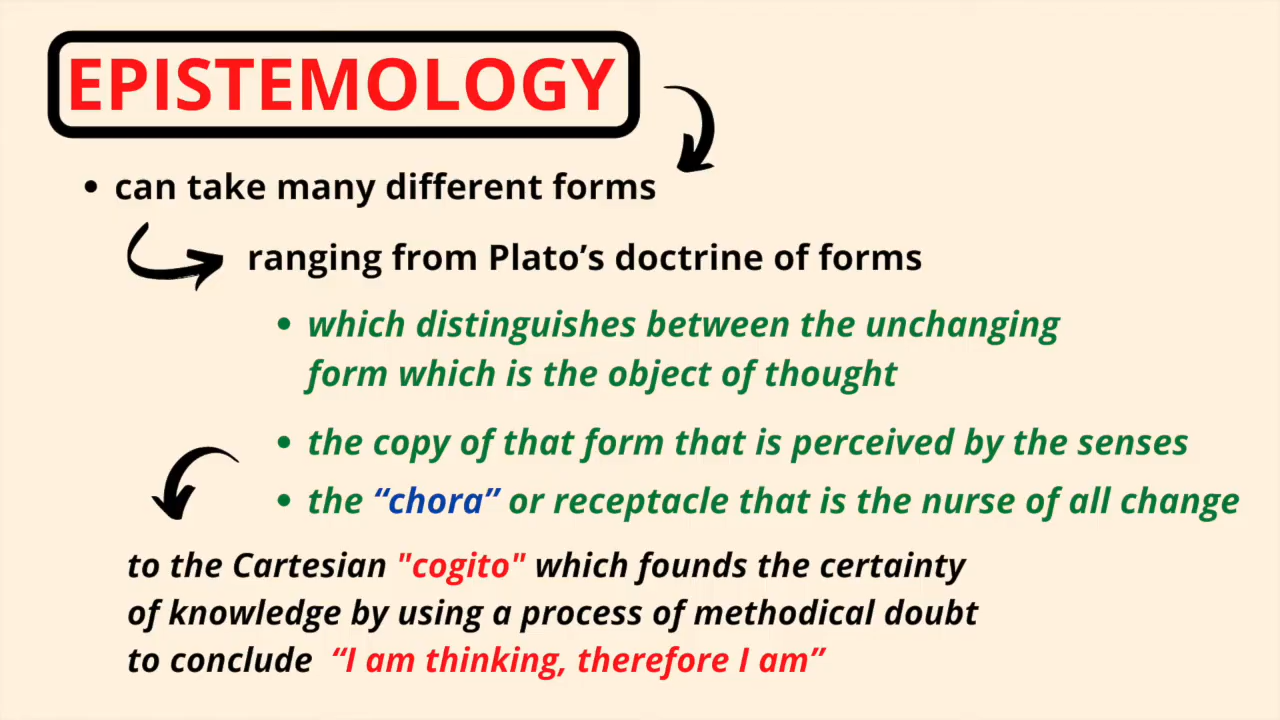 EPISTEMOLOGY
• can take many different forms
ranging from Plato’s doctrine of forms
• which distinguishes between the unchanging
form which is the object of thought
• the copy of that form that is perceived by the senses
• the “chora” or receptacle that is the nurse of all change
to the Cartesian "cogito" which founds the certainty
of knowledge by using a process of methodical doubt
to conclude “I am thinking, therefore I am”